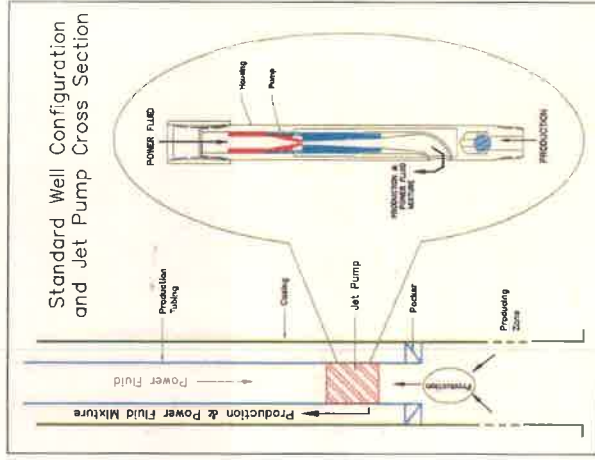 Standard Well Configuration
and Jet Pump Cross Section
POWER FLUID
Housing
Pump
PRODUCTION &
POWER FLUID
MIXTURE
PRODUCTION
Production
Tubing
Casing
Jet Pump
Packer
Producing
Zone
Power Fluid
Production & Power Fluid Mixture
Production